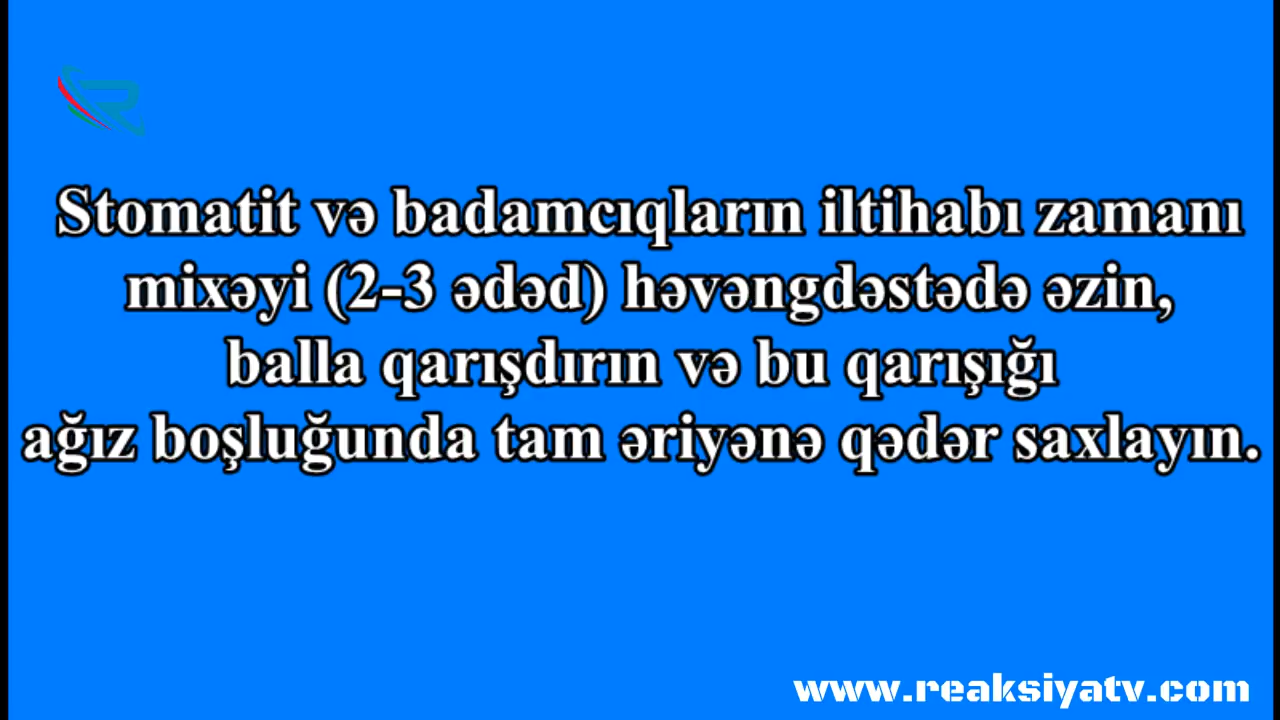 Stomatit və badamcıqların iltihabı zamanı
mixəyi (2-3 ədəd) həvəngdəstədə əzin,
balla qarışdırın və bu qarışığı
ağız boşluğunda tam əriyənə qədər saxlayın.
www.reaksiyatv.com